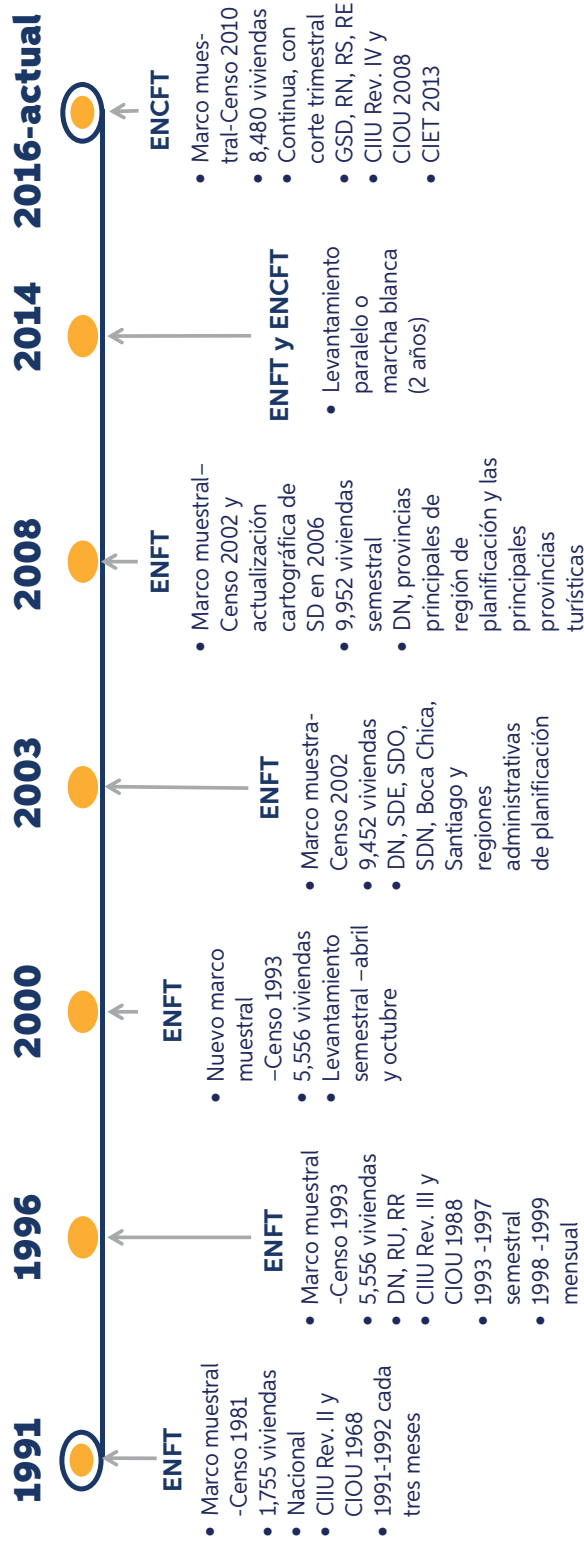 1991
ENFT
• Marco muestral
-Censo 1981
• 1,755 viviendas
• Nacional
• CIIU Rev. II y
CIOU 1968
• 1991-1992 cada
tres meses
1996
ENFT
• Marco muestral
-Censo 1993
• 5,556 viviendas
• DN, RU, RR
• CIIU Rev. III y
CIOU 1988
• 1993 -1997
semestral
• 1998 -1999
mensual
2000
ENFT
• Nuevo marco
muestral
–Censo 1993
• 5,556 viviendas
• Levantamiento
semestral –abril
y octubre
2003
ENFT
• Marco muestra-
Censo 2002
• 9,452 viviendas
• DN, SDE, SDO,
SDN, Boca Chica,
Santiago y
regiones
administrativas
de planificación
2008
ENFT
• Marco muestral–
Censo 2002 y
actualización
cartográfica de
SD en 2006
• 9,952 viviendas
semestral
• DN, provincias
principales de
región de
planificación y las
principales
provincias
turísticas
2014
ENFT y ENCFT
• Levantamiento
paralelo o
marcha blanca
(2 años)
2016-actual
ENCFT
• Marco mues-
tral-Censo 2010
• 8,480 viviendas
• Continua, con
corte trimestral
• GSD, RN, RS, RE
• CIIU Rev. IV y
CIOU 2008
• CIET 2013